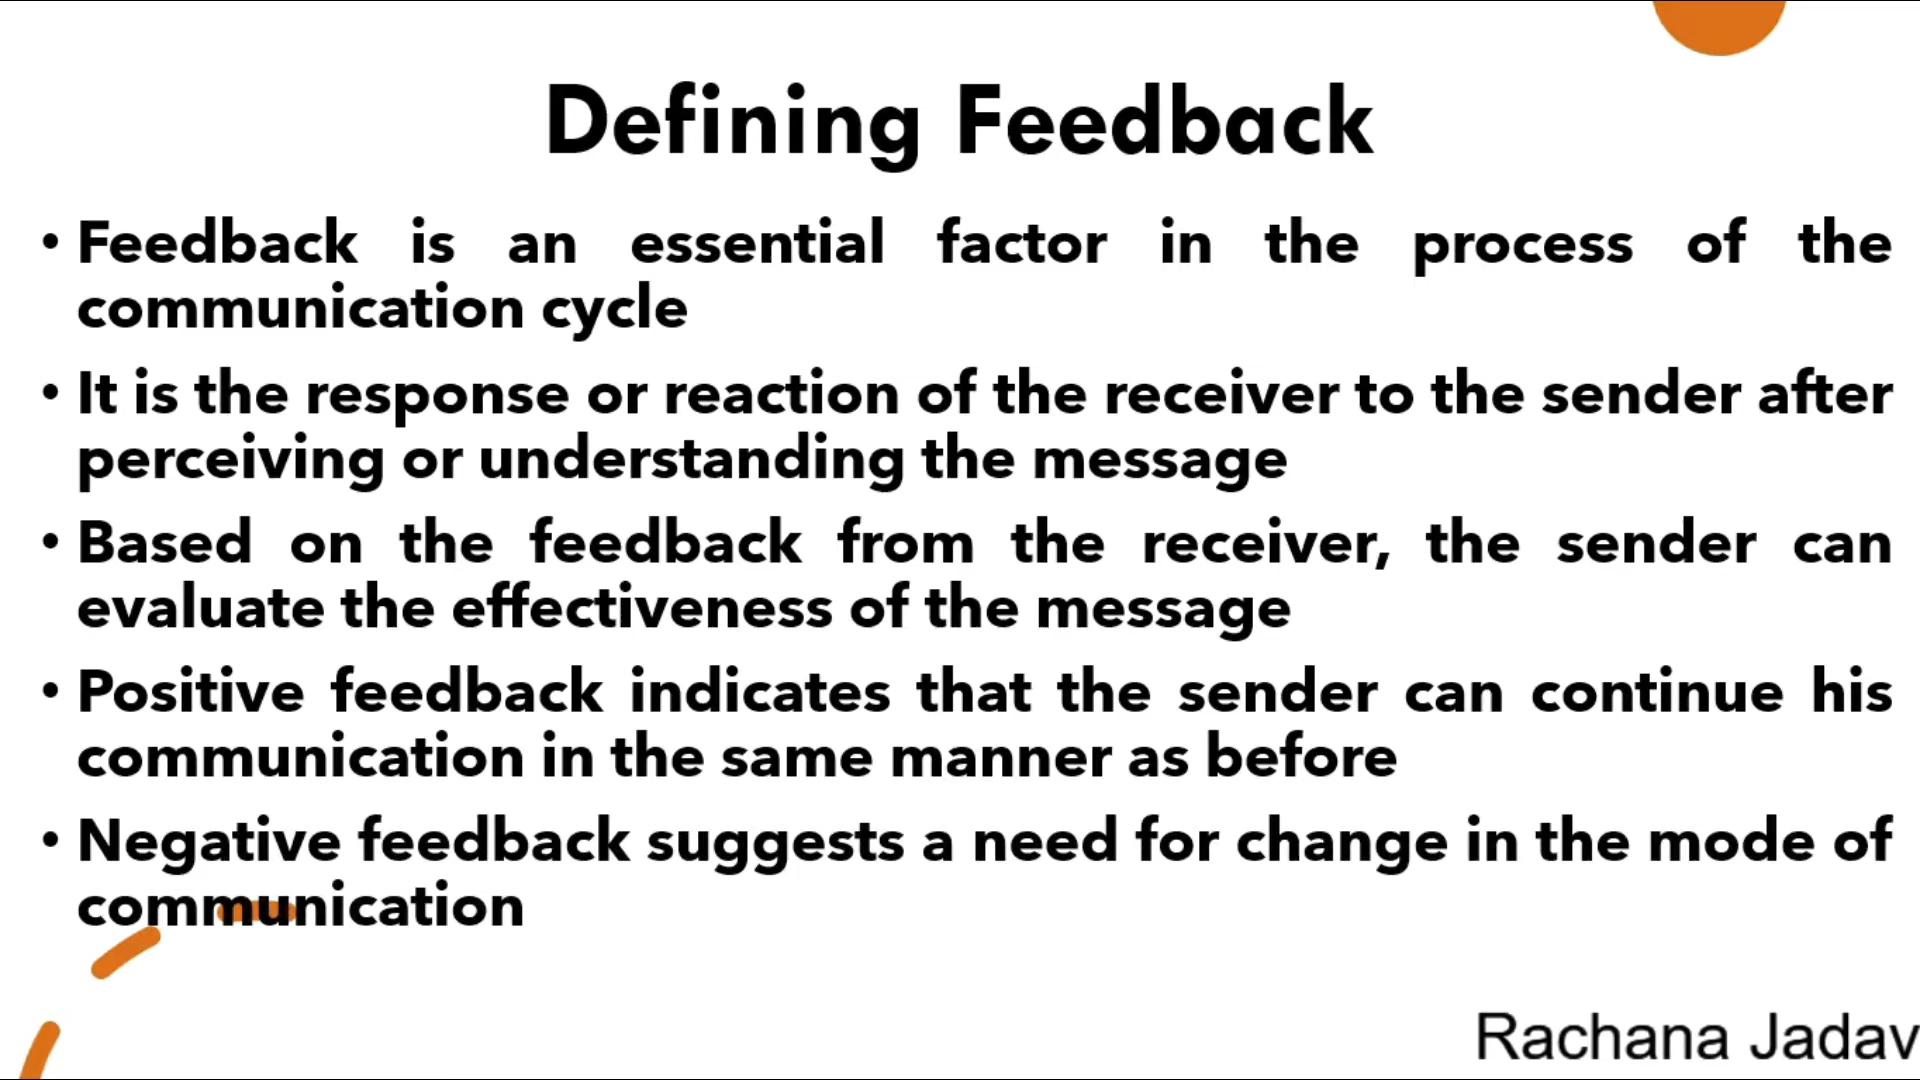 Defining Feedback
• Feedback is an essential factor in the process of the
communication cycle
• It is the response or reaction of the receiver to the sender after
perceiving or understanding the message
• Based on the feedback from the receiver, the sender can
evaluate the effectiveness of the message
• Positive feedback indicates that the sender can continue his
communication in the same manner as before
• Negative feedback suggests a need for change in the mode of
communication
Rachana Jadav